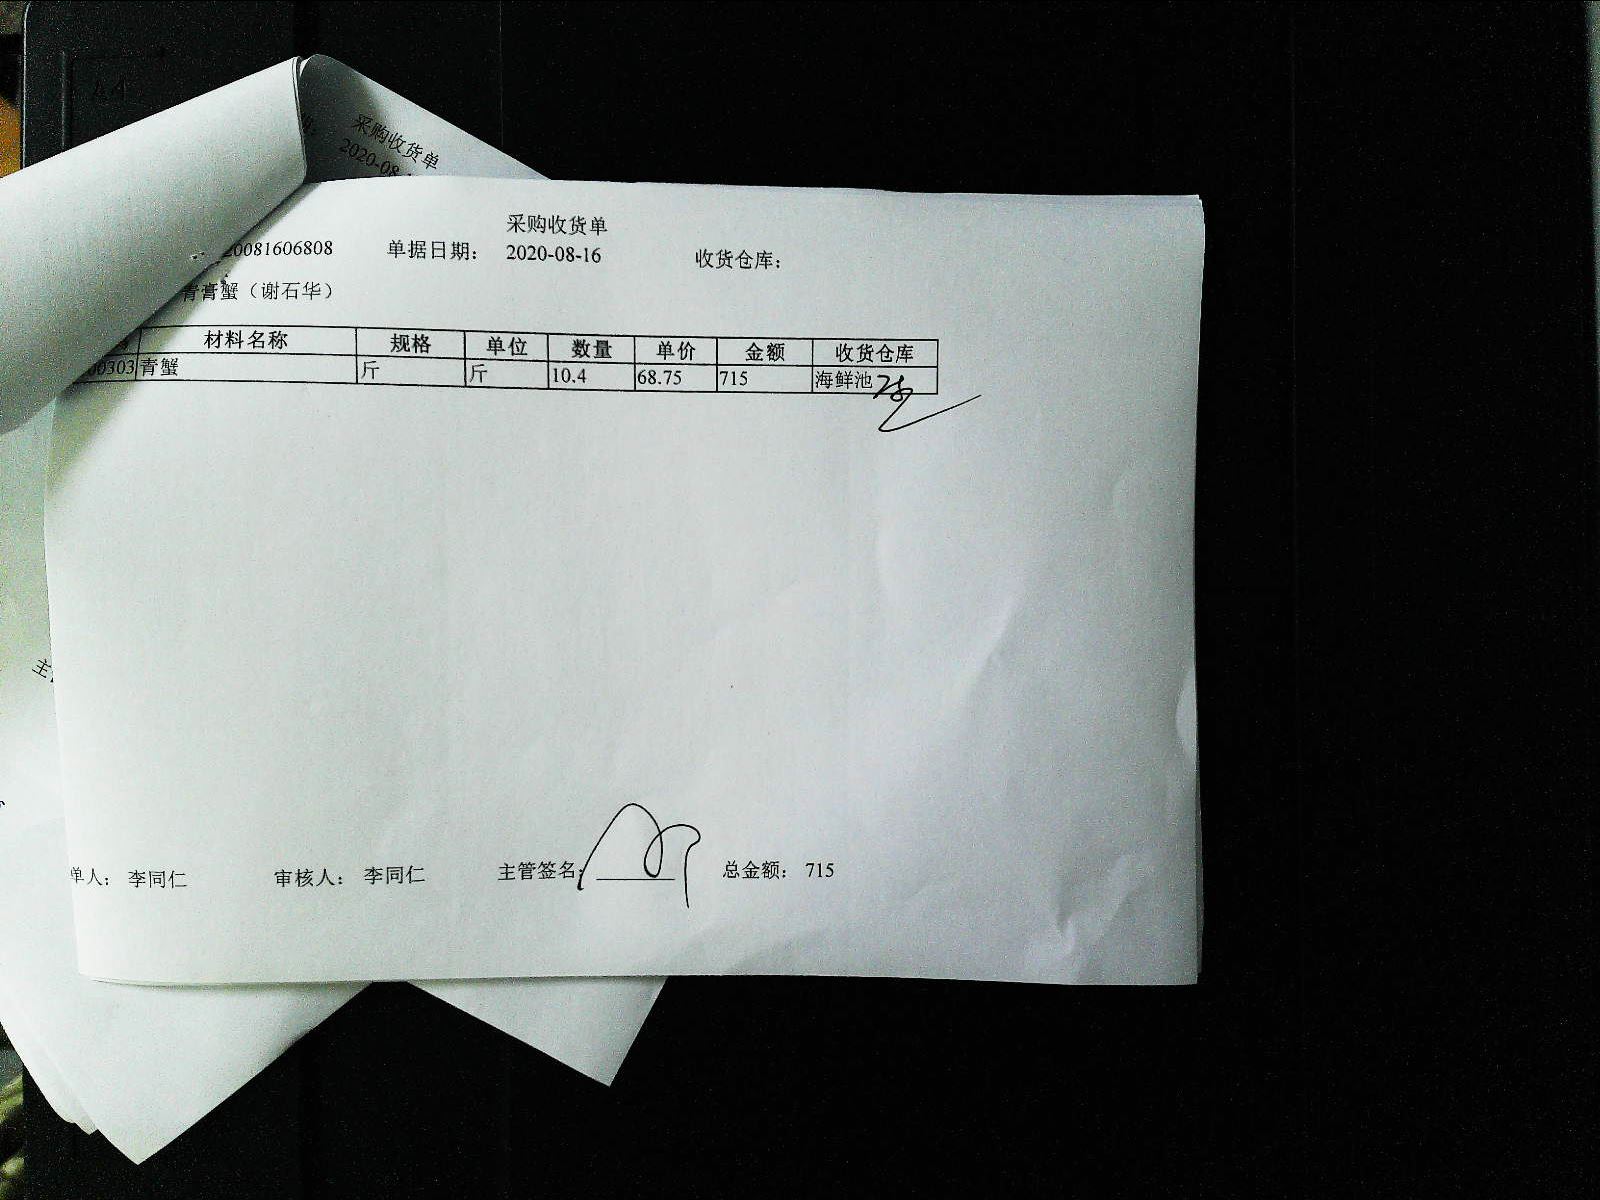 采购收货单
2020-08
采购收货单
20081606808 单据日期： 2020-08-16 收货仓库：
青膏蟹（谢石华）
材料名称 规格 单位 数量 单价 金额 收货仓库
00303 青蟹 斤 斤 10.4 68.75 715 海鲜池
主
单人： 李同仁 审核人： 李同仁 主管签名： 总金额： 715